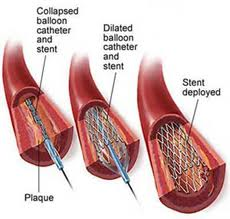 Collapsed
balloon
catheter
and stent
Dilated
balloon
catheter
and
stent
Stent
deployed
Plaque